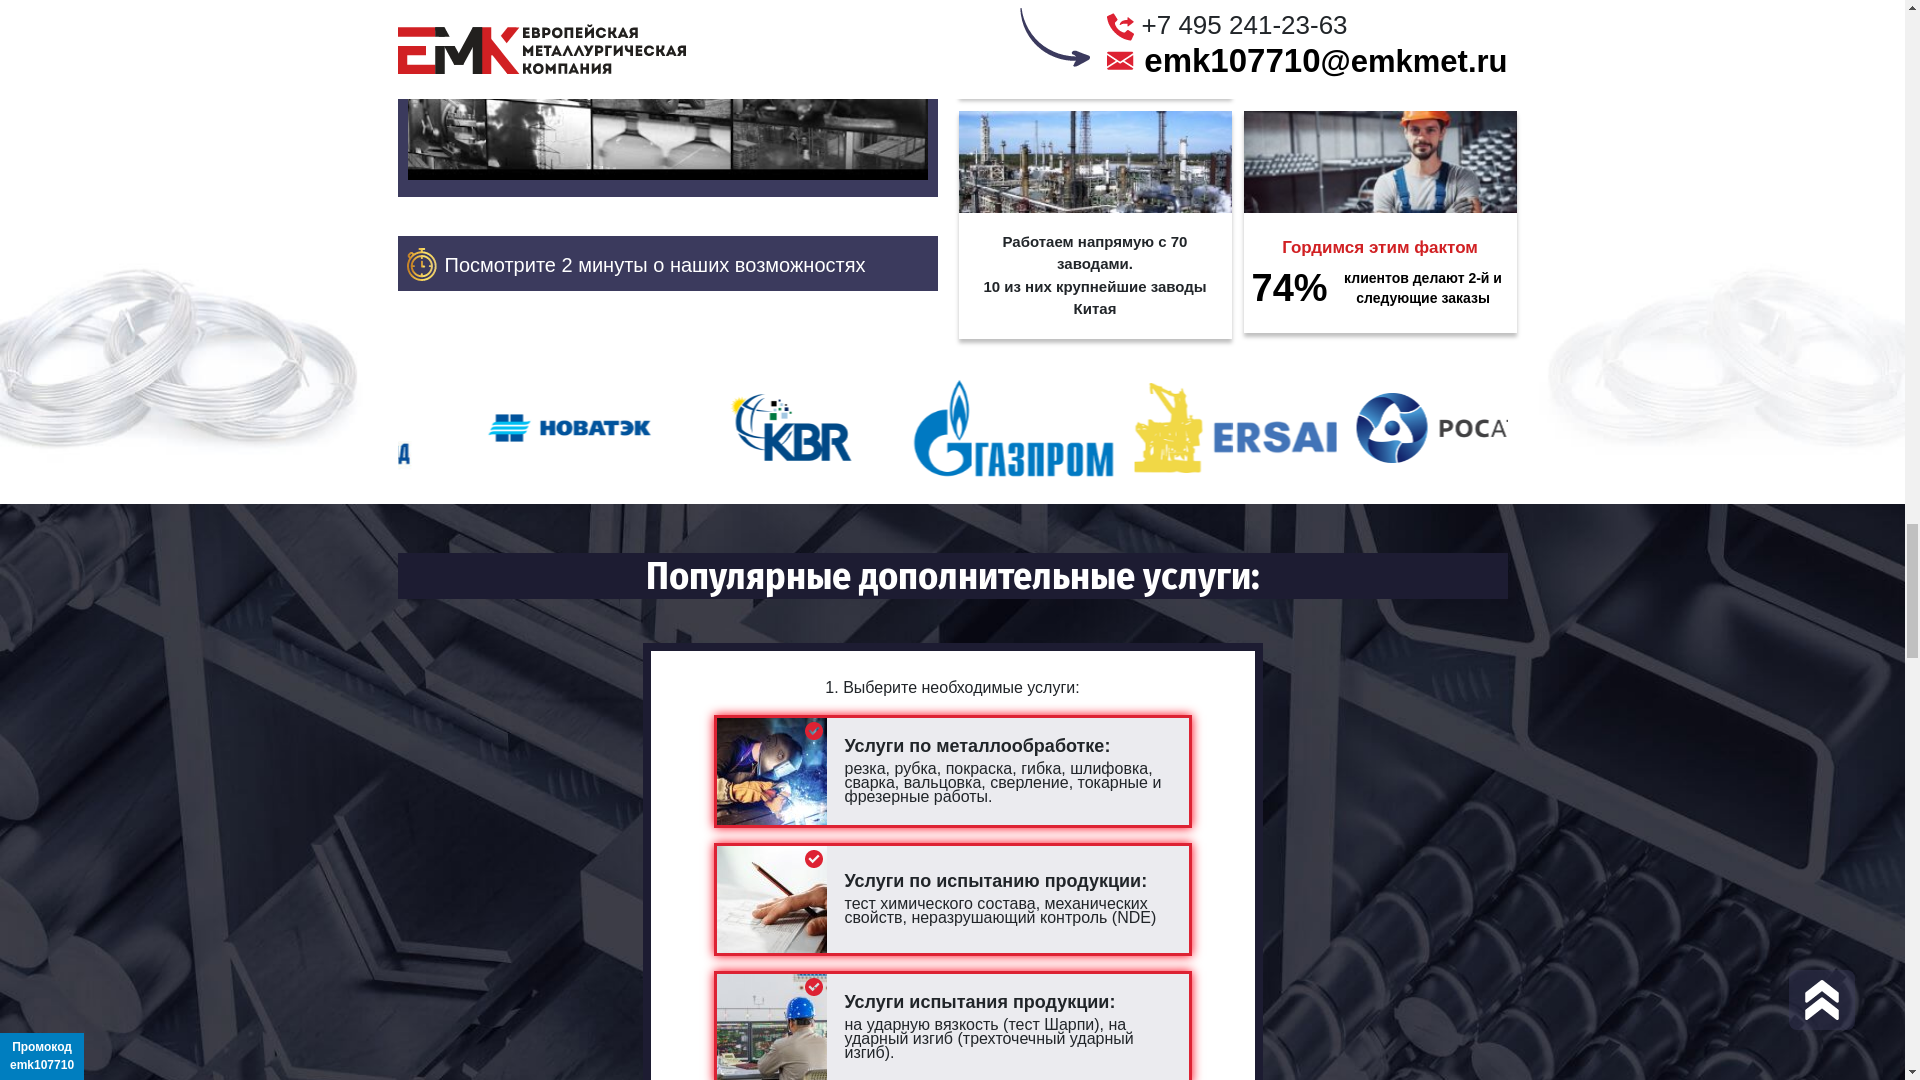 ЕВРОПЕЙСКАЯ
МЕТАЛЛУРГИЧЕСКАЯ
КОМПАНИЯ
EMK
+7 495 241-23-63
emk107710@emkmet.ru
Посмотрите 2 минуты о наших возможностях
Работаем напрямую с 70
заводами.
10 из них крупнейшие заводы
Китая
Гордимся этим фактом
74%
клиентов делают 2-й и
следующие заказы
Д
НОВАТЭК
KBR
ГАЗПРОМ
ERSAI
РОСАТ
Популярные дополнительные услуги:
1. Выберите необходимые услуги:
Услуги по металлообработке:
резка, рубка, покраска, гибка, шлифовка,
сварка, вальцовка, сверление, токарные и
фрезерные работы.
Услуги по испытанию продукции:
тест химического состава, механических
свойств, неразрушающий контроль (NDE)
Услуги испытания продукции:
на ударную вязкость (тест Шарпи), на
ударный изгиб (трехточечный ударный
изгиб).
Промокод
emk107710